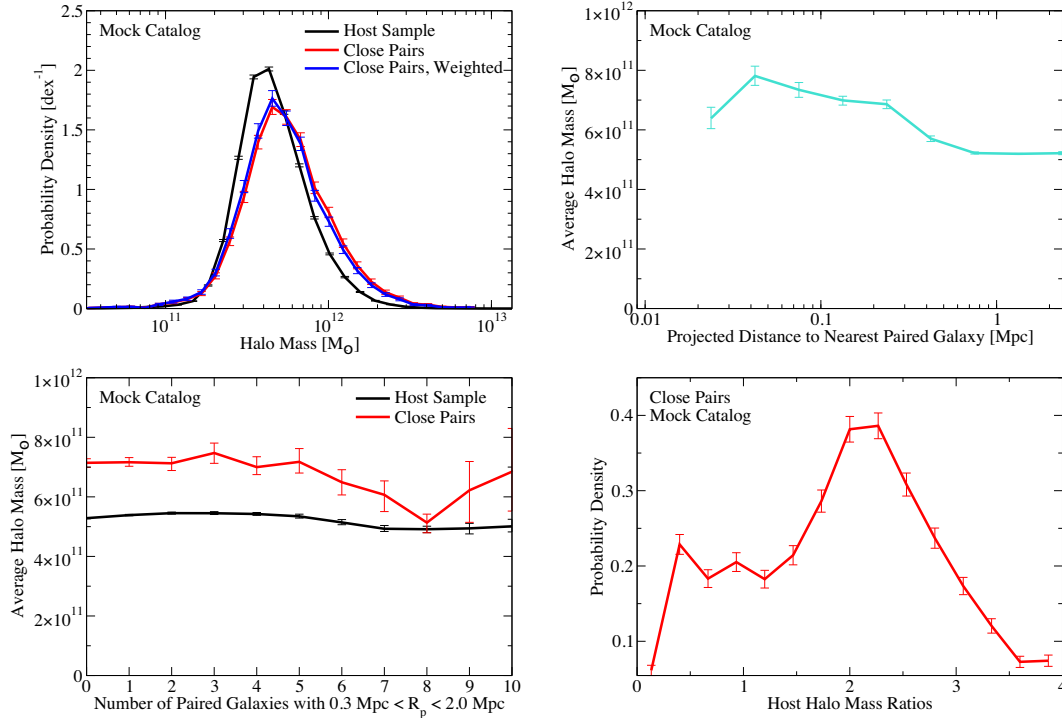 Mock Catalog
Host Sample
Close Pairs
Close Pairs, Weighted
Probability Density [dex⁻¹]
2
1.5
1
0.5
0
10¹¹
10¹²
10¹³
Halo Mass [M_O]
Mock Catalog
Average Halo Mass [M_O]
1×10¹²
8×10¹¹
6×10¹¹
4×10¹¹
2×10¹¹
0
0.01
0.1
1
Projected Distance to Nearest Paired Galaxy [Mpc]
Mock Catalog
Host Sample
Close Pairs
Average Halo Mass [M_O]
1×10¹²
8×10¹¹
6×10¹¹
4×10¹¹
2×10¹¹
0
0 1 2 3 4 5 6 7 8 9 10
Number of Paired Galaxies with 0.3 Mpc < R_p < 2.0 Mpc
Close Pairs
Mock Catalog
Probability Density
0.4
0.3
0.2
0.1
0 1 2 3 4
Host Halo Mass Ratios